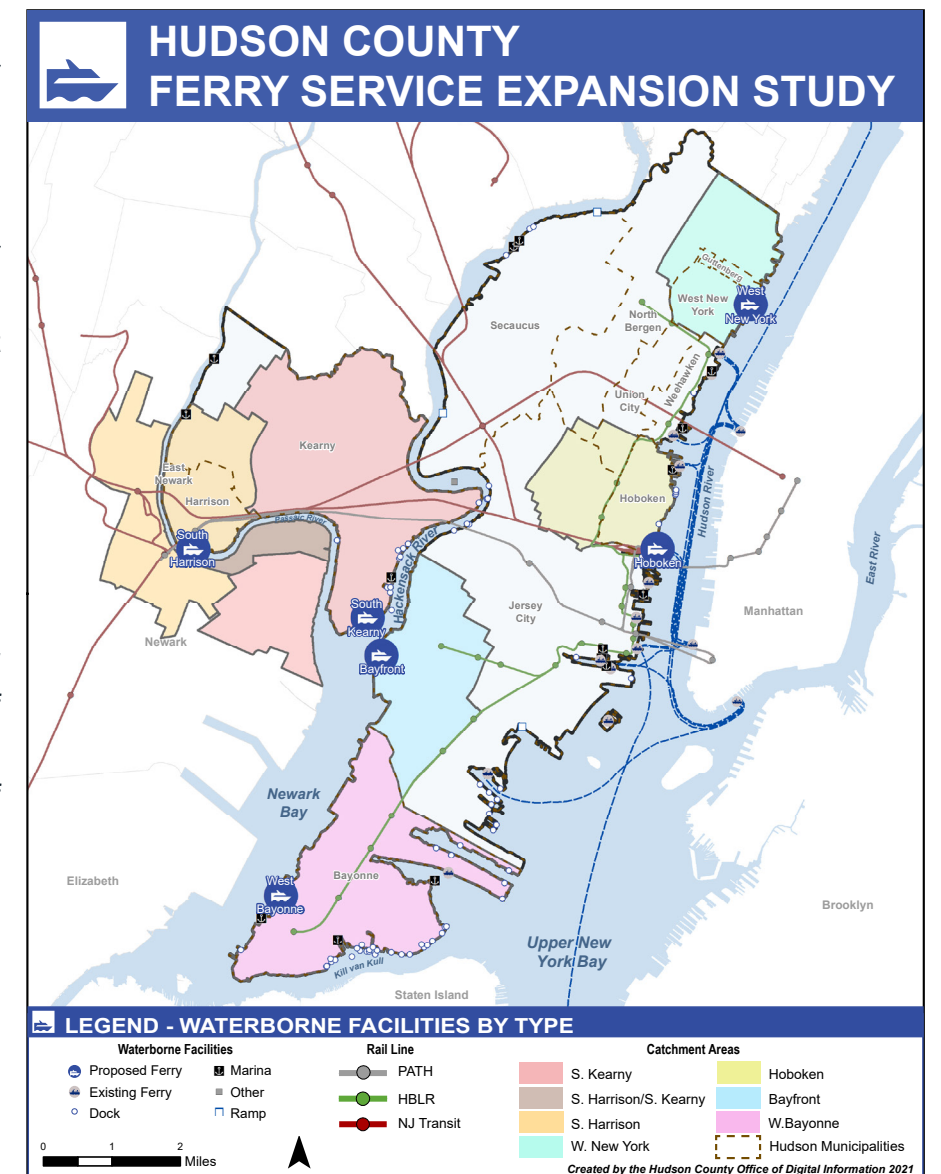 HUDSON COUNTY
FERRY SERVICE EXPANSION STUDY
Guttenberg
West
New York
West New
York
North
Bergen
Secaucus
Weehawken
Union
City
Kearny
East
Newark
Harrison
Hoboken
Hudson River
Passaic River
South
Harrison
Hoboken
East River
Hackensack River
South
Kearny
Jersey
City
Manhattan
Newark
Bayfront
Newark
Bay
Elizabeth
Bayonne
West
Bayonne
Brooklyn
Upper New
York Bay
Kill van Kull
Staten Island
LEGEND - WATERBORNE FACILITIES BY TYPE
Waterborne Facilities
Proposed Ferry
Existing Ferry
Dock
Marina
Other
Ramp
Rail Line
PATH
HBLR
NJ Transit
Catchment Areas
S. Kearny
S. Harrison/S. Kearny
S. Harrison
W. New York
Hoboken
Bayfront
W.Bayonne
Hudson Municipalities
0 1 2
Miles
Created by the Hudson County Office of Digital Information 2021